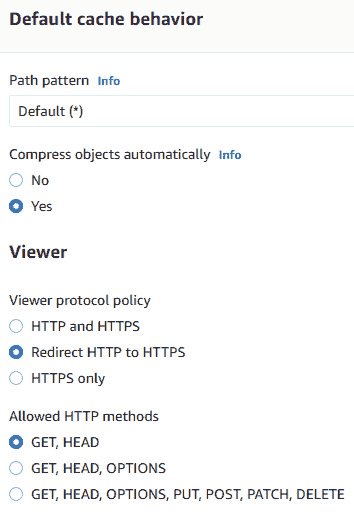 Default cache behavior
Path pattern Info
Default (*)
Compress objects automatically Info
No
Yes
Viewer
Viewer protocol policy
HTTP and HTTPS
Redirect HTTP to HTTPS
HTTPS only
Allowed HTTP methods
GET, HEAD
GET, HEAD, OPTIONS
GET, HEAD, OPTIONS, PUT, POST, PATCH, DELETE